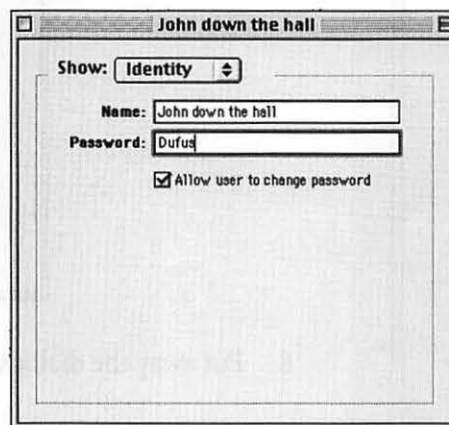 John down the hall
Show: Identity
Name: John down the hall
Password: Dufus
Allow user to change password